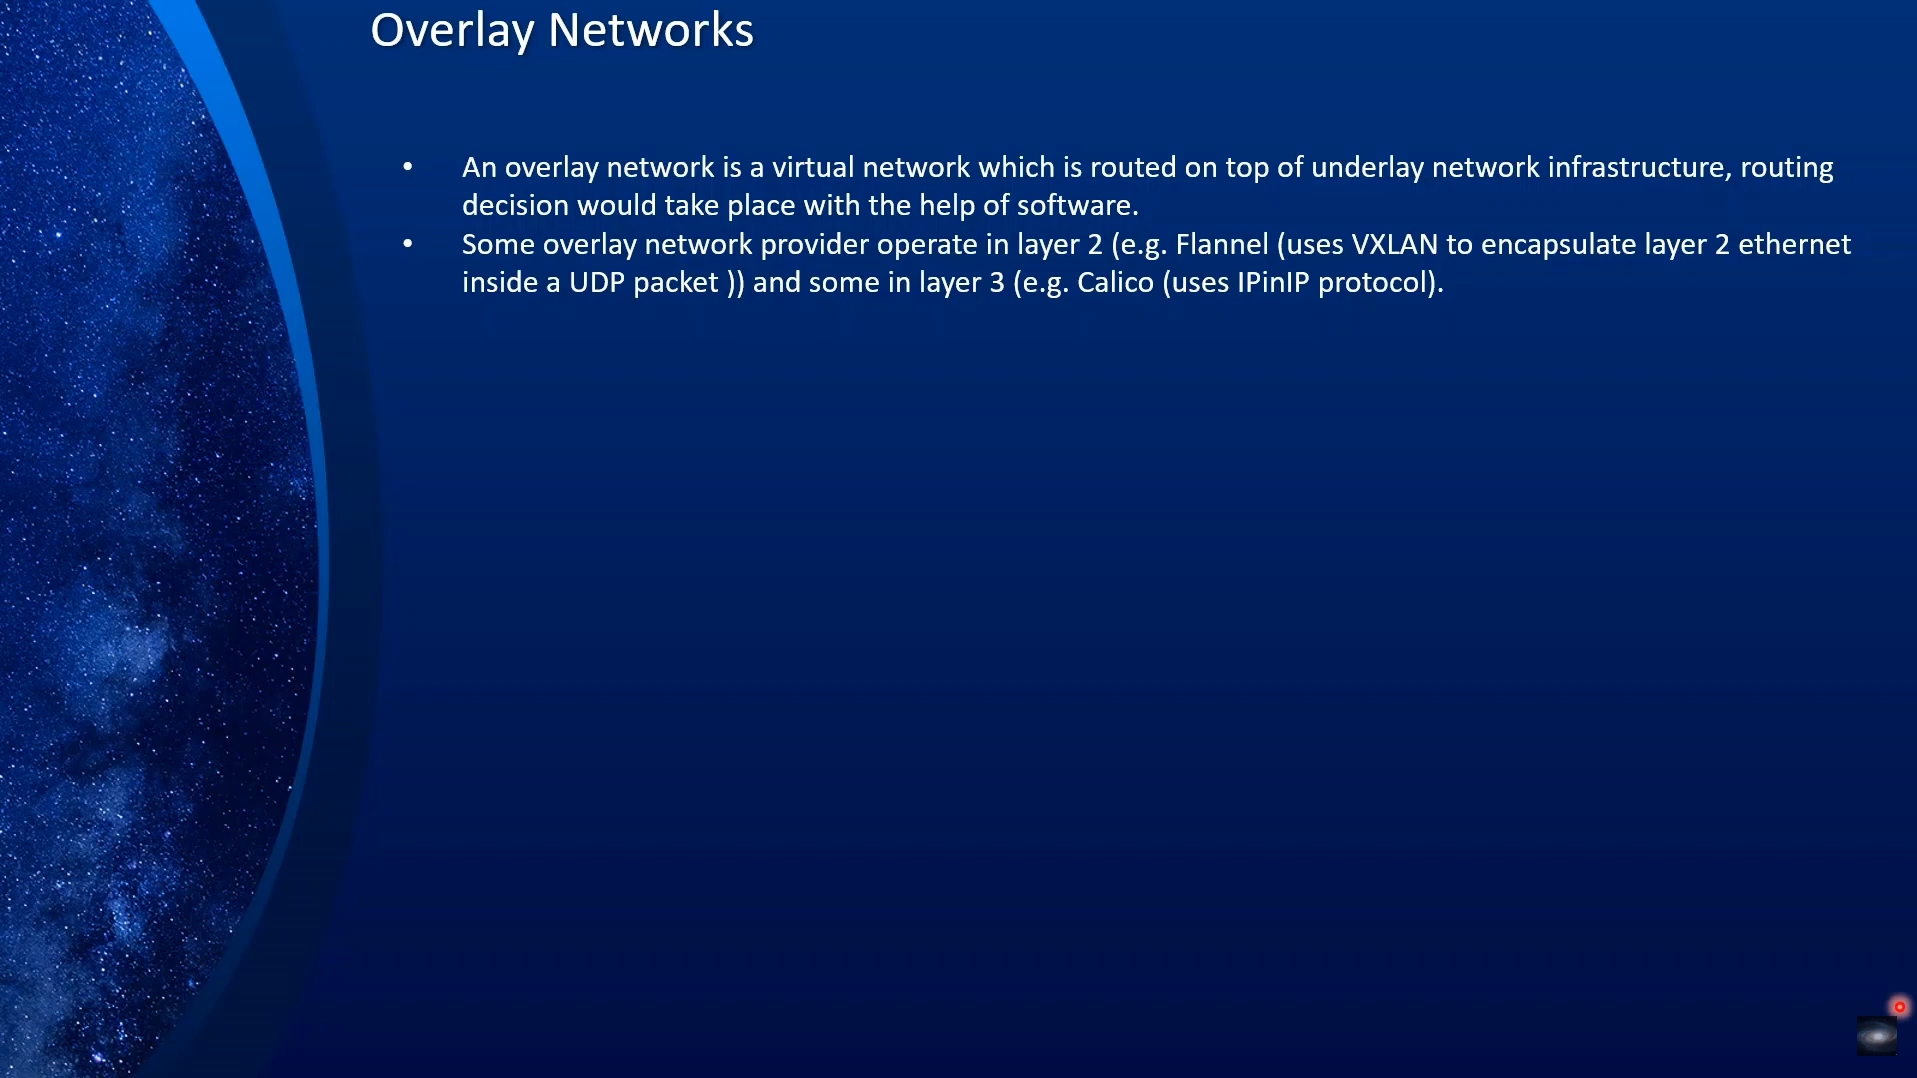 Overlay Networks
• An overlay network is a virtual network which is routed on top of underlay network infrastructure, routing
decision would take place with the help of software.
• Some overlay network provider operate in layer 2 (e.g. Flannel (uses VXLAN to encapsulate layer 2 ethernet
inside a UDP packet )) and some in layer 3 (e.g. Calico (uses IPinIP protocol).